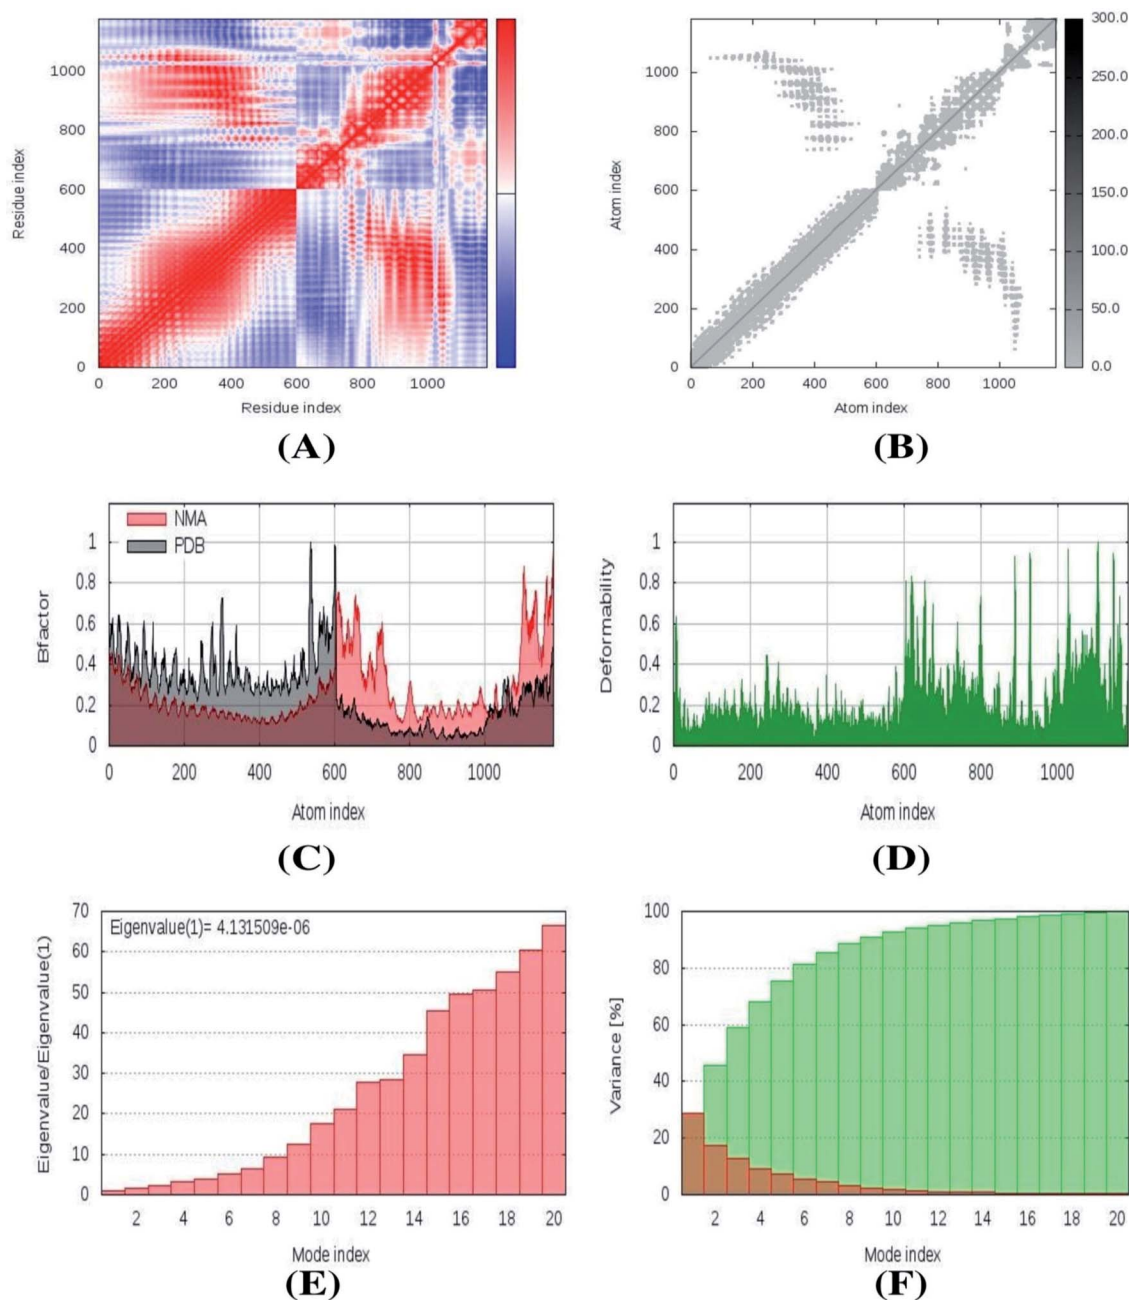 1000
800
600
400
200
0
Residue index
0 200 400 600 800 1000
Residue index
(A)
1000
800
600
400
200
0
Atom index
0 200 400 600 800 1000
Atom index
300.0
250.0
200.0
150.0
100.0
50.0
0.0
(B)
NMA
PDB
1
0.8
0.6
0.4
0.2
0
Bfactor
0 200 400 600 800 1000
Atom index
(C)
1
0.8
0.6
0.4
0.2
0
Deformability
0 200 400 600 800 1000
Atom index
(D)
Eigenvalue(1)= 4.131509e-06
70
60
50
40
30
20
10
0
Eigenvalue/Eigenvalue(1)
2 4 6 8 10 12 14 16 18 20
Mode index
(E)
100
80
60
40
20
0
Variance [%]
2 4 6 8 10 12 14 16 18 20
Mode index
(F)